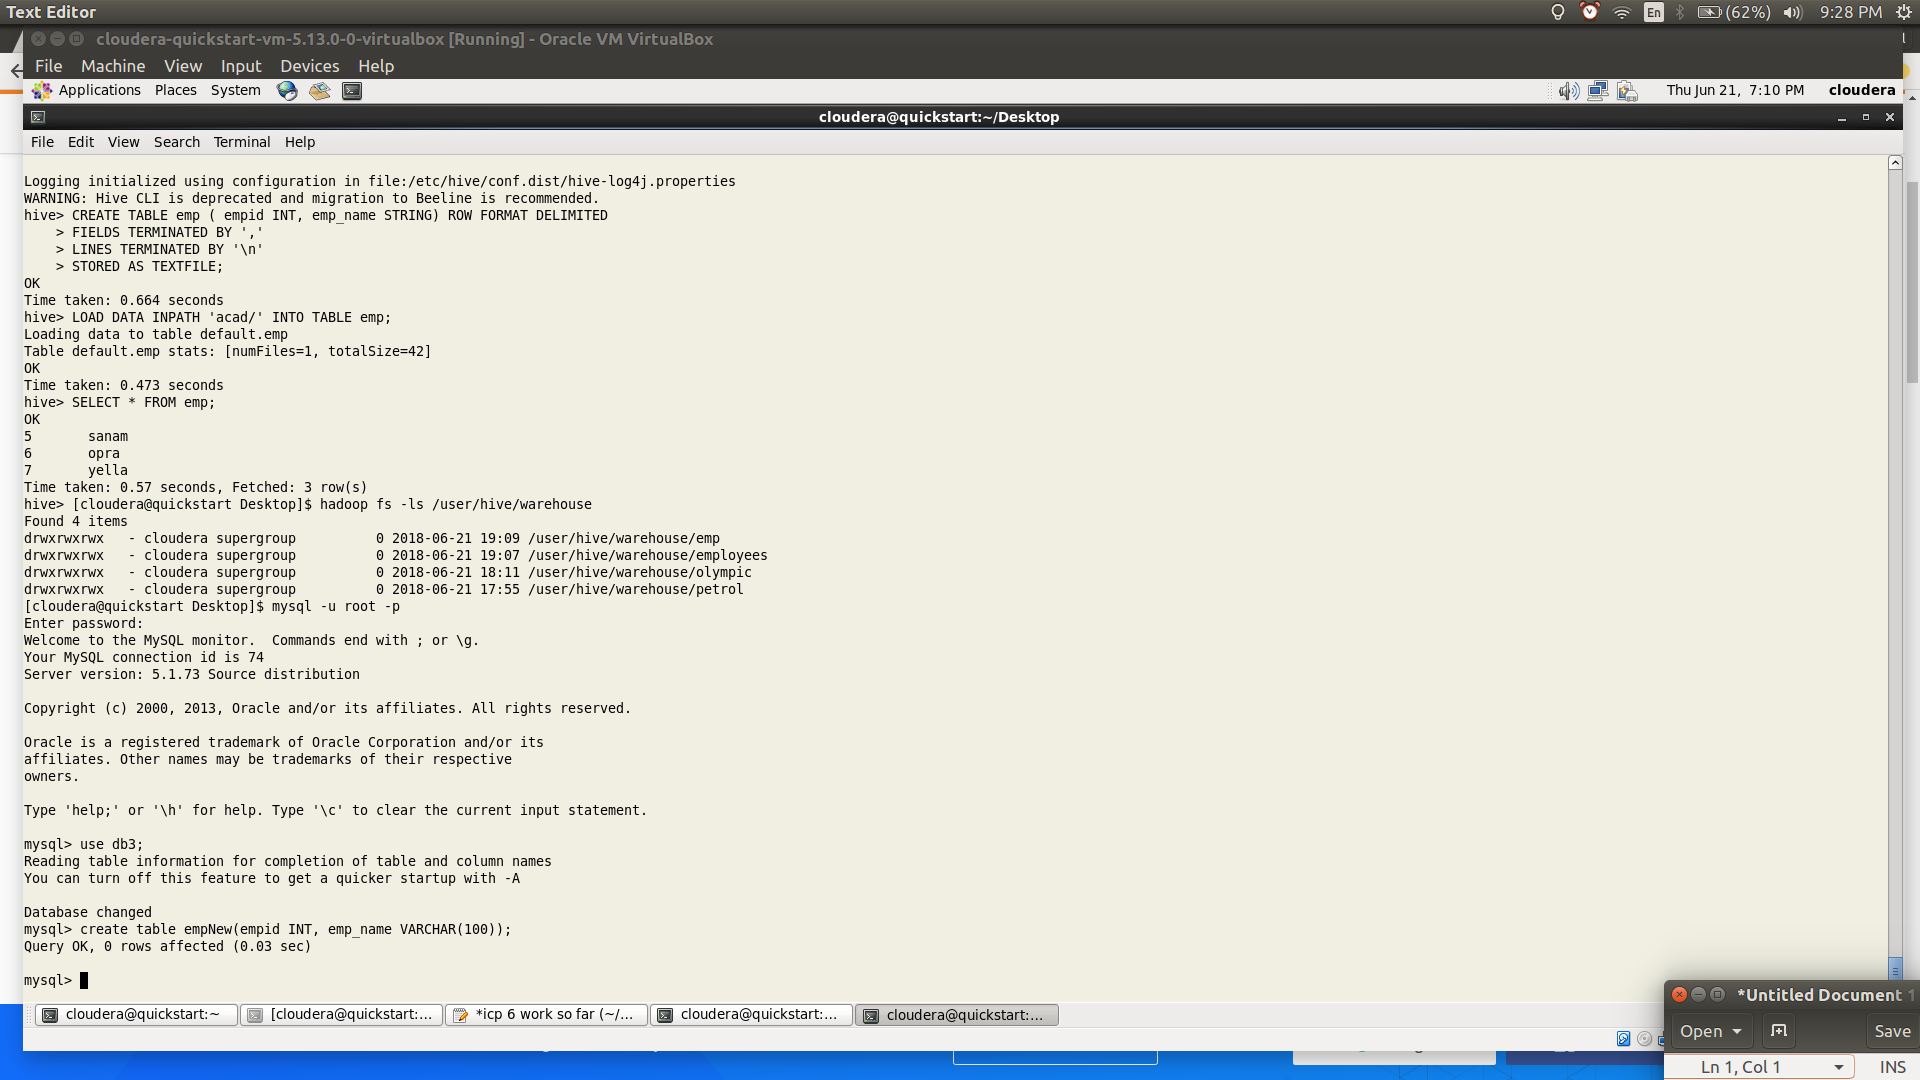 Text Editor
En
(62%)
9:28 PM
cloudera-quickstart-vm-5.13.0-0-virtualbox [Running] - Oracle VM VirtualBox
File Machine View Input Devices Help
Applications Places System
Thu Jun 21, 7:10 PM
cloudera
cloudera@quickstart:~/Desktop
File Edit View Search Terminal Help
Logging initialized using configuration in file:/etc/hive/conf.dist/hive-log4j.properties
WARNING: Hive CLI is deprecated and migration to Beeline is recommended.
hive> CREATE TABLE emp ( empid INT, emp_name STRING) ROW FORMAT DELIMITED
    > FIELDS TERMINATED BY ','
    > LINES TERMINATED BY '\n'
    > STORED AS TEXTFILE;
OK
Time taken: 0.664 seconds
hive> LOAD DATA INPATH 'acad/' INTO TABLE emp;
Loading data to table default.emp
Table default.emp stats: [numFiles=1, totalSize=42]
OK
Time taken: 0.473 seconds
hive> SELECT * FROM emp;
OK
5       sanam
6       opra
7       yella
Time taken: 0.57 seconds, Fetched: 3 row(s)
hive> [cloudera@quickstart Desktop]$ hadoop fs -ls /user/hive/warehouse
Found 4 items
drwxrwxrwx   - cloudera supergroup          0 2018-06-21 19:09 /user/hive/warehouse/emp
drwxrwxrwx   - cloudera supergroup          0 2018-06-21 19:07 /user/hive/warehouse/employees
drwxrwxrwx   - cloudera supergroup          0 2018-06-21 18:11 /user/hive/warehouse/olympic
drwxrwxrwx   - cloudera supergroup          0 2018-06-21 17:55 /user/hive/warehouse/petrol
[cloudera@quickstart Desktop]$ mysql -u root -p
Enter password:
Welcome to the MySQL monitor.  Commands end with ; or \g.
Your MySQL connection id is 74
Server version: 5.1.73 Source distribution
Copyright (c) 2000, 2013, Oracle and/or its affiliates. All rights reserved.
Oracle is a registered trademark of Oracle Corporation and/or its
affiliates. Other names may be trademarks of their respective
owners.
Type 'help;' or '\h' for help. Type '\c' to clear the current input statement.
mysql> use db3;
Reading table information for completion of table and column names
You can turn off this feature to get a quicker startup with -A
Database changed
mysql> create table empNew(empid INT, emp_name VARCHAR(100));
Query OK, 0 rows affected (0.03 sec)
mysql>
cloudera@quickstart:~
[cloudera@quickstart:...
*icp 6 work so far (~/...
cloudera@quickstart:...
cloudera@quickstart:...
*Untitled Document 1
Open
Save
Ln 1, Col 1
INS